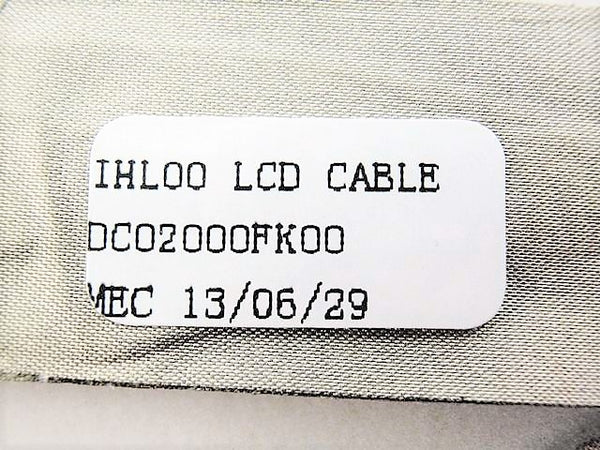 IHL00 LCD CABLE
DC02000FK00
MEC 13/06/29